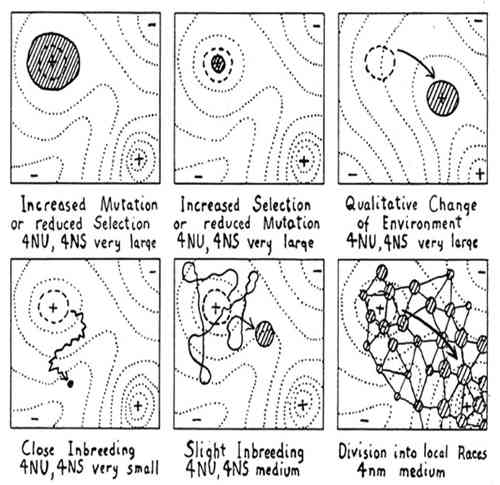 Increased Mutation
or reduced Selection
4NU, 4NS very large
Increased Selection
or reduced Mutation
4NU, 4NS very large
Qualitative Change
of Environment
4NU, 4NS very large
Close Inbreeding
4NU, 4NS very small
Slight Inbreeding
4NU, 4NS medium
Division into local Races
4nm medium